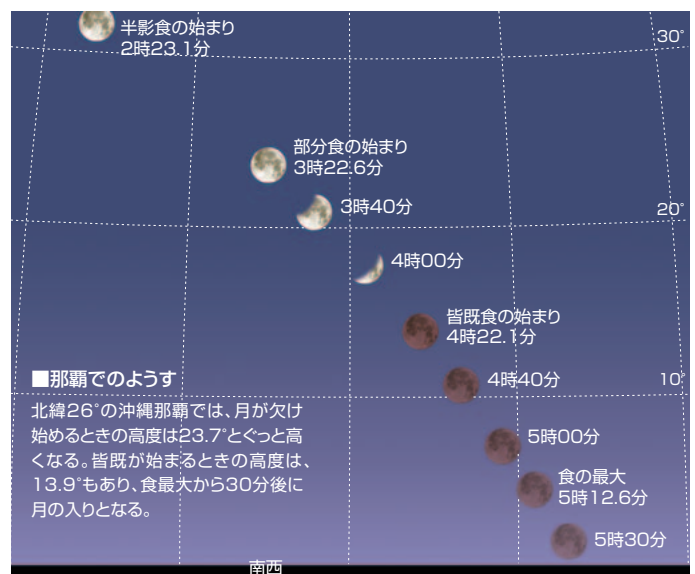 半影食の始まり
2時23.1分
30°
部分食の始まり
3時22.6分
3時40分
20°
4時00分
皆既食の始まり
4時22.1分
4時40分
10°
■那覇でのようす
北緯26°の沖縄那覇では、月が欠け
始めるときの高度は23.7°とぐっと高
くなる。皆既が始まるときの高度は、
13.9°もあり、食最大から30分後に
月の入りとなる。
5時00分
食の最大
5時12.6分
5時30分
南西